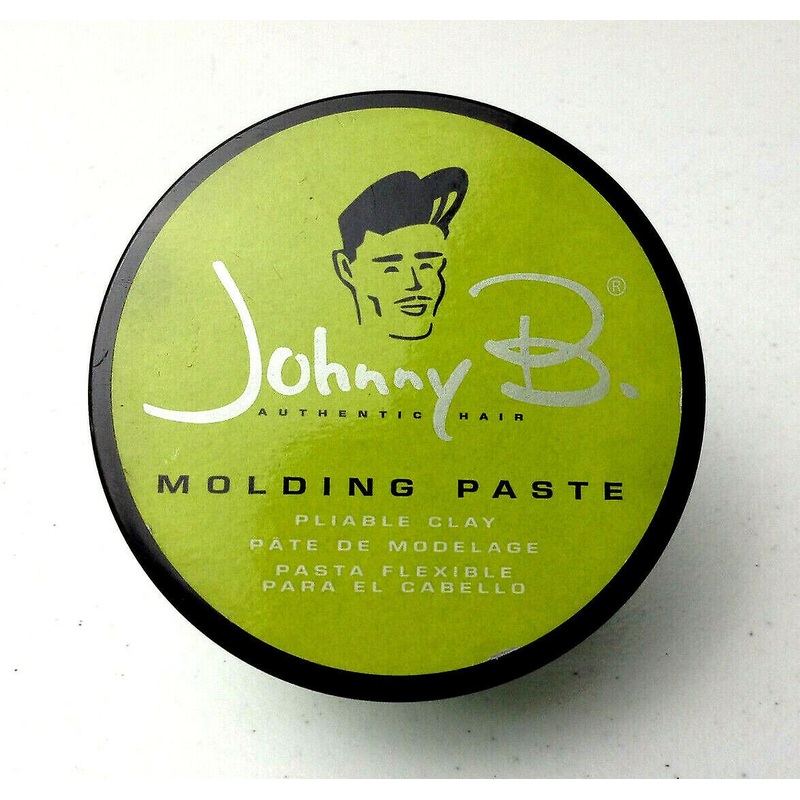 Johnny B.®
AUTHENTIC HAIR
MOLDING PASTE
PLIABLE CLAY
PÂTE DE MODELAGE
PASTA FLEXIBLE
PARA EL CABELLO